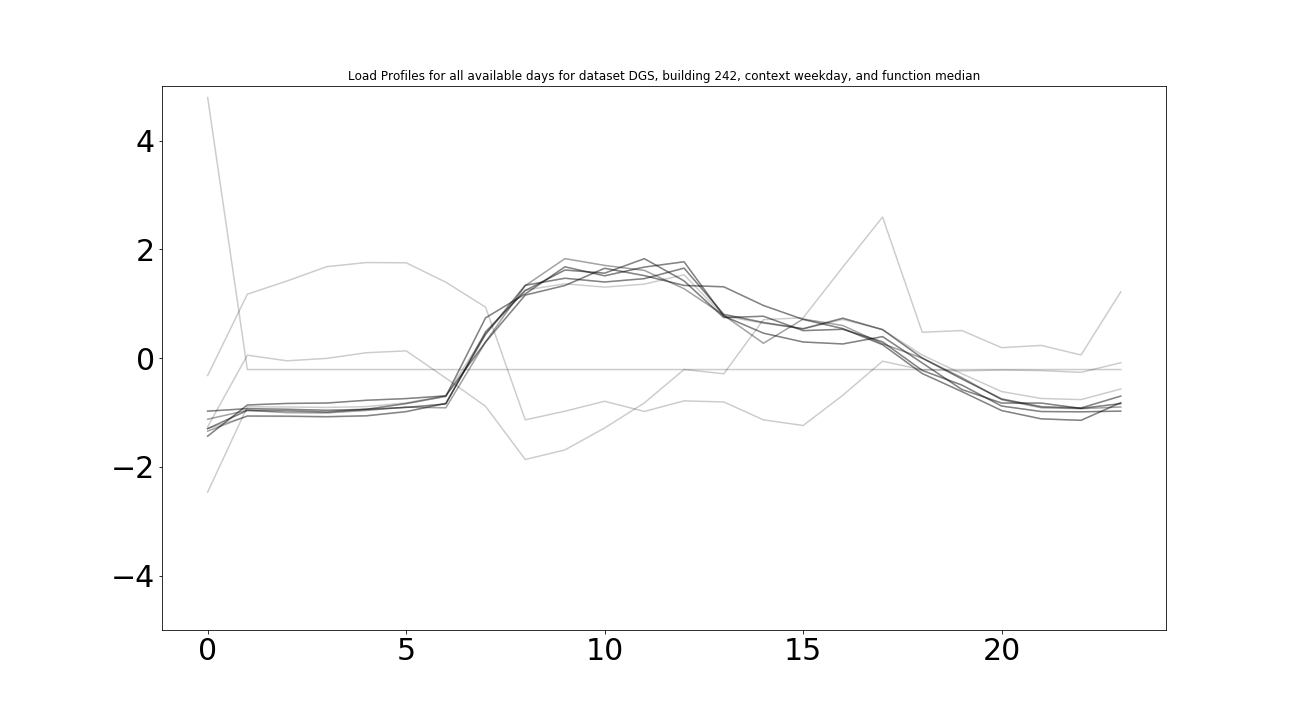 Load Profiles for all available days for dataset DGS, building 242, context weekday, and function median
4
2
0
−2
−4
0 5 10 15 20